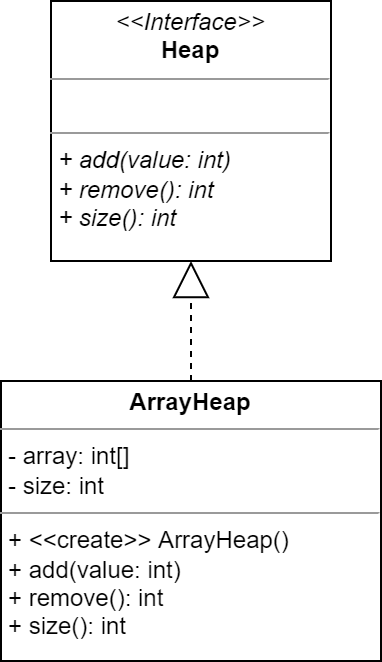 <<Interface>>
Heap
+ add(value: int)
+ remove(): int
+ size(): int
ArrayHeap
- array: int[]
- size: int
+ <<create>> ArrayHeap()
+ add(value: int)
+ remove(): int
+ size(): int